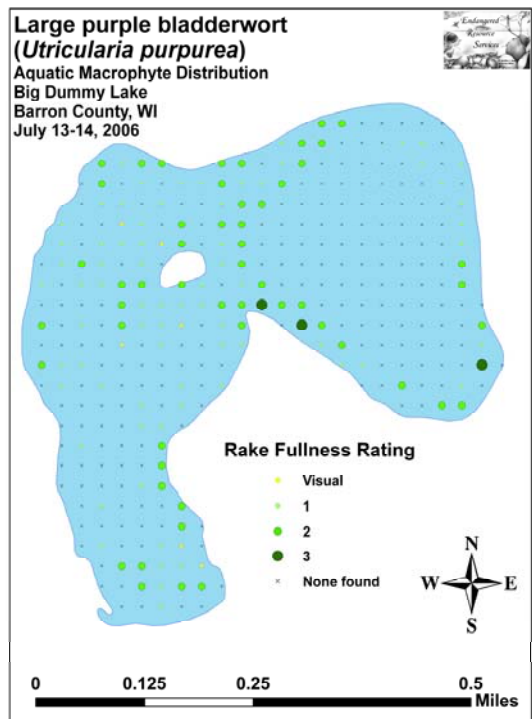 Large purple bladderwort
(Utricularia purpurea)
Aquatic Macrophyte Distribution
Big Dummy Lake
Barron County, WI
July 13-14, 2006
Endangered
Resource
Services
Rake Fullness Rating
Visual
1
2
3
None found
N
W E
S
0 0.125 0.25 0.5
Miles